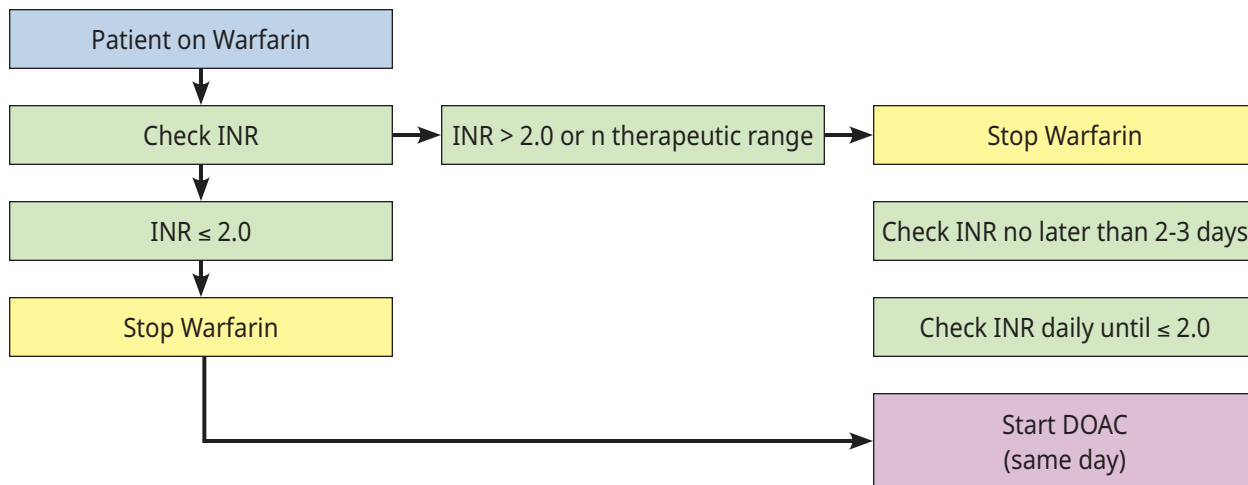 Patient on Warfarin
Check INR
INR > 2.0 or n therapeutic range
Stop Warfarin
INR ≤ 2.0
Check INR no later than 2-3 days
Stop Warfarin
Check INR daily until ≤ 2.0
Start DOAC
(same day)